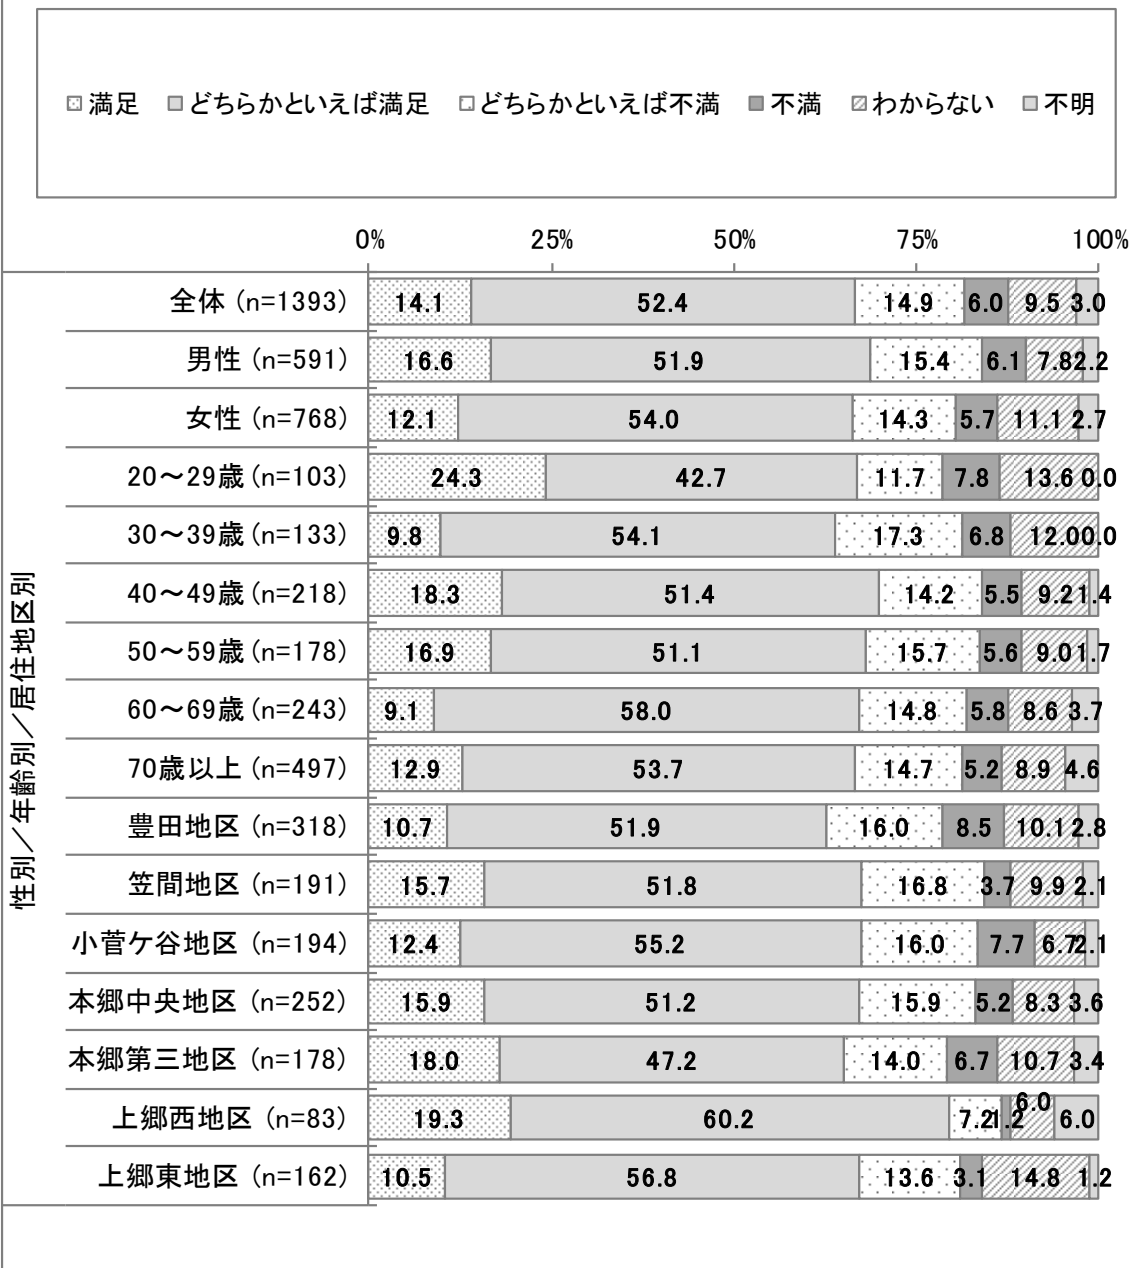 満足 どちらかといえば満足 どちらかといえば不満 不満 わからない 不明
0% 25% 50% 75% 100%
性別／年齢別／居住地区別
全体 (n=1393) 14.1 52.4 14.9 6.0 9.5 3.0
男性 (n=591) 16.6 51.9 15.4 6.1 7.8 2.2
女性 (n=768) 12.1 54.0 14.3 5.7 11.1 2.7
20～29歳 (n=103) 24.3 42.7 11.7 7.8 13.6 0.0
30～39歳 (n=133) 9.8 54.1 17.3 6.8 12.0 0.0
40～49歳 (n=218) 18.3 51.4 14.2 5.5 9.2 1.4
50～59歳 (n=178) 16.9 51.1 15.7 5.6 9.0 1.7
60～69歳 (n=243) 9.1 58.0 14.8 5.8 8.6 3.7
70歳以上 (n=497) 12.9 53.7 14.7 5.2 8.9 4.6
豊田地区 (n=318) 10.7 51.9 16.0 8.5 10.1 2.8
笠間地区 (n=191) 15.7 51.8 16.8 3.7 9.9 2.1
小菅ケ谷地区 (n=194) 12.4 55.2 16.0 7.7 6.7 2.1
本郷中央地区 (n=252) 15.9 51.2 15.9 5.2 8.3 3.6
本郷第三地区 (n=178) 18.0 47.2 14.0 6.7 10.7 3.4
上郷西地区 (n=83) 19.3 60.2 7.2 1.2 6.0 6.0
上郷東地区 (n=162) 10.5 56.8 13.6 3.1 14.8 1.2